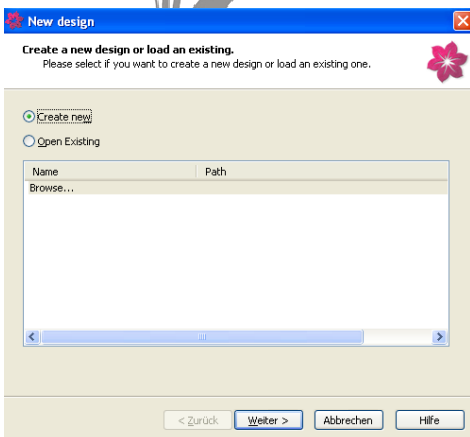 New design
Create a new design or load an existing.
Please select if you want to create a new design or load an existing one.
Create new
Open Existing
Name Path
Browse...
< Zurück Weiter > Abbrechen Hilfe